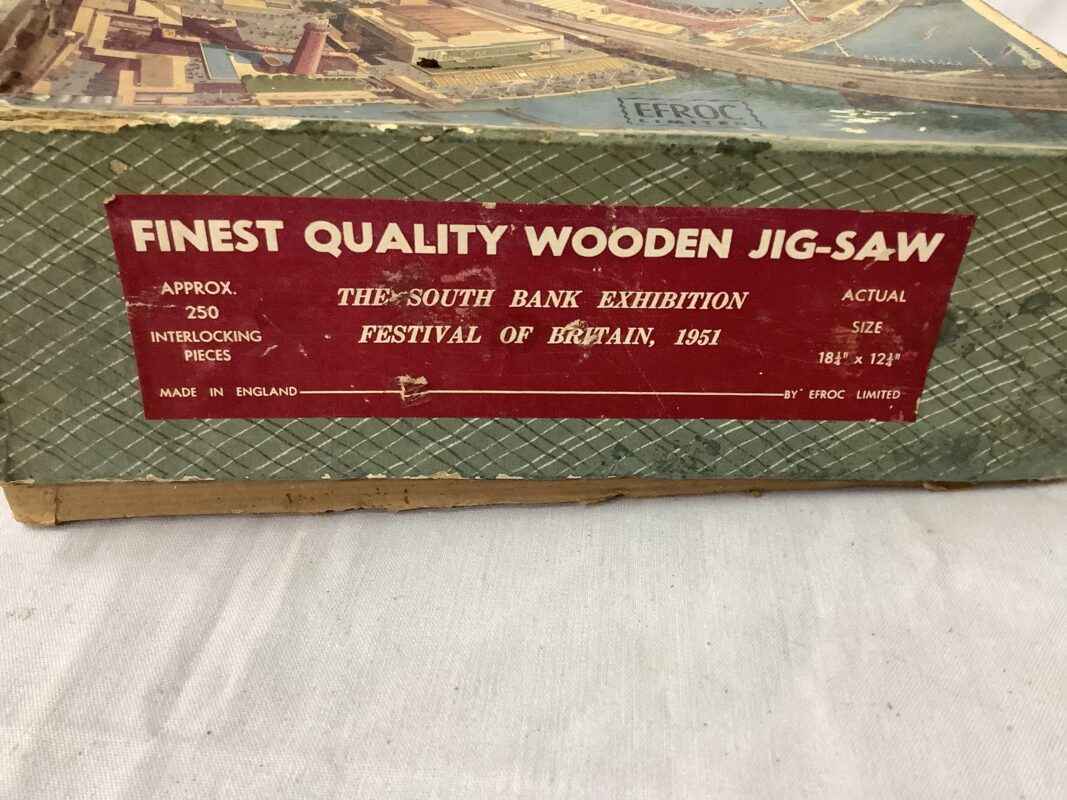 EFROC
LIMITED
FINEST QUALITY WOODEN JIG-SAW
APPROX.
250
INTERLOCKING
PIECES
THE SOUTH BANK EXHIBITION
FESTIVAL OF BRITAIN, 1951
ACTUAL
SIZE
18¼" x 12¼"
MADE IN ENGLAND
BY EFROC LIMITED